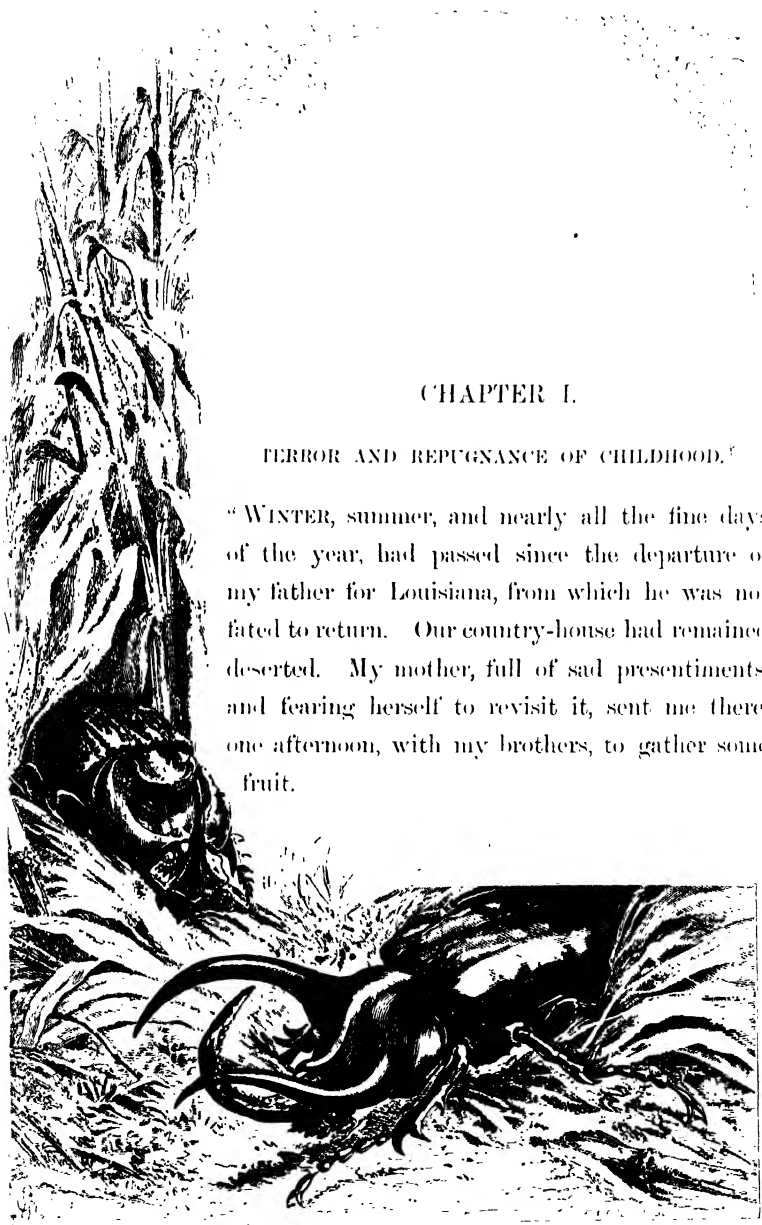 CHAPTER I.
TERROR AND REPUGNANCE OF CHILDHOOD.
“WINTER, summer, and nearly all the fine days
of the year, had passed since the departure o
my father for Louisiana, from which he was no
fated to return. Our country-house had remained
deserted. My mother, full of sad presentiments
and fearing herself to revisit it, sent me there
one afternoon, with my brothers, to gather some
fruit.